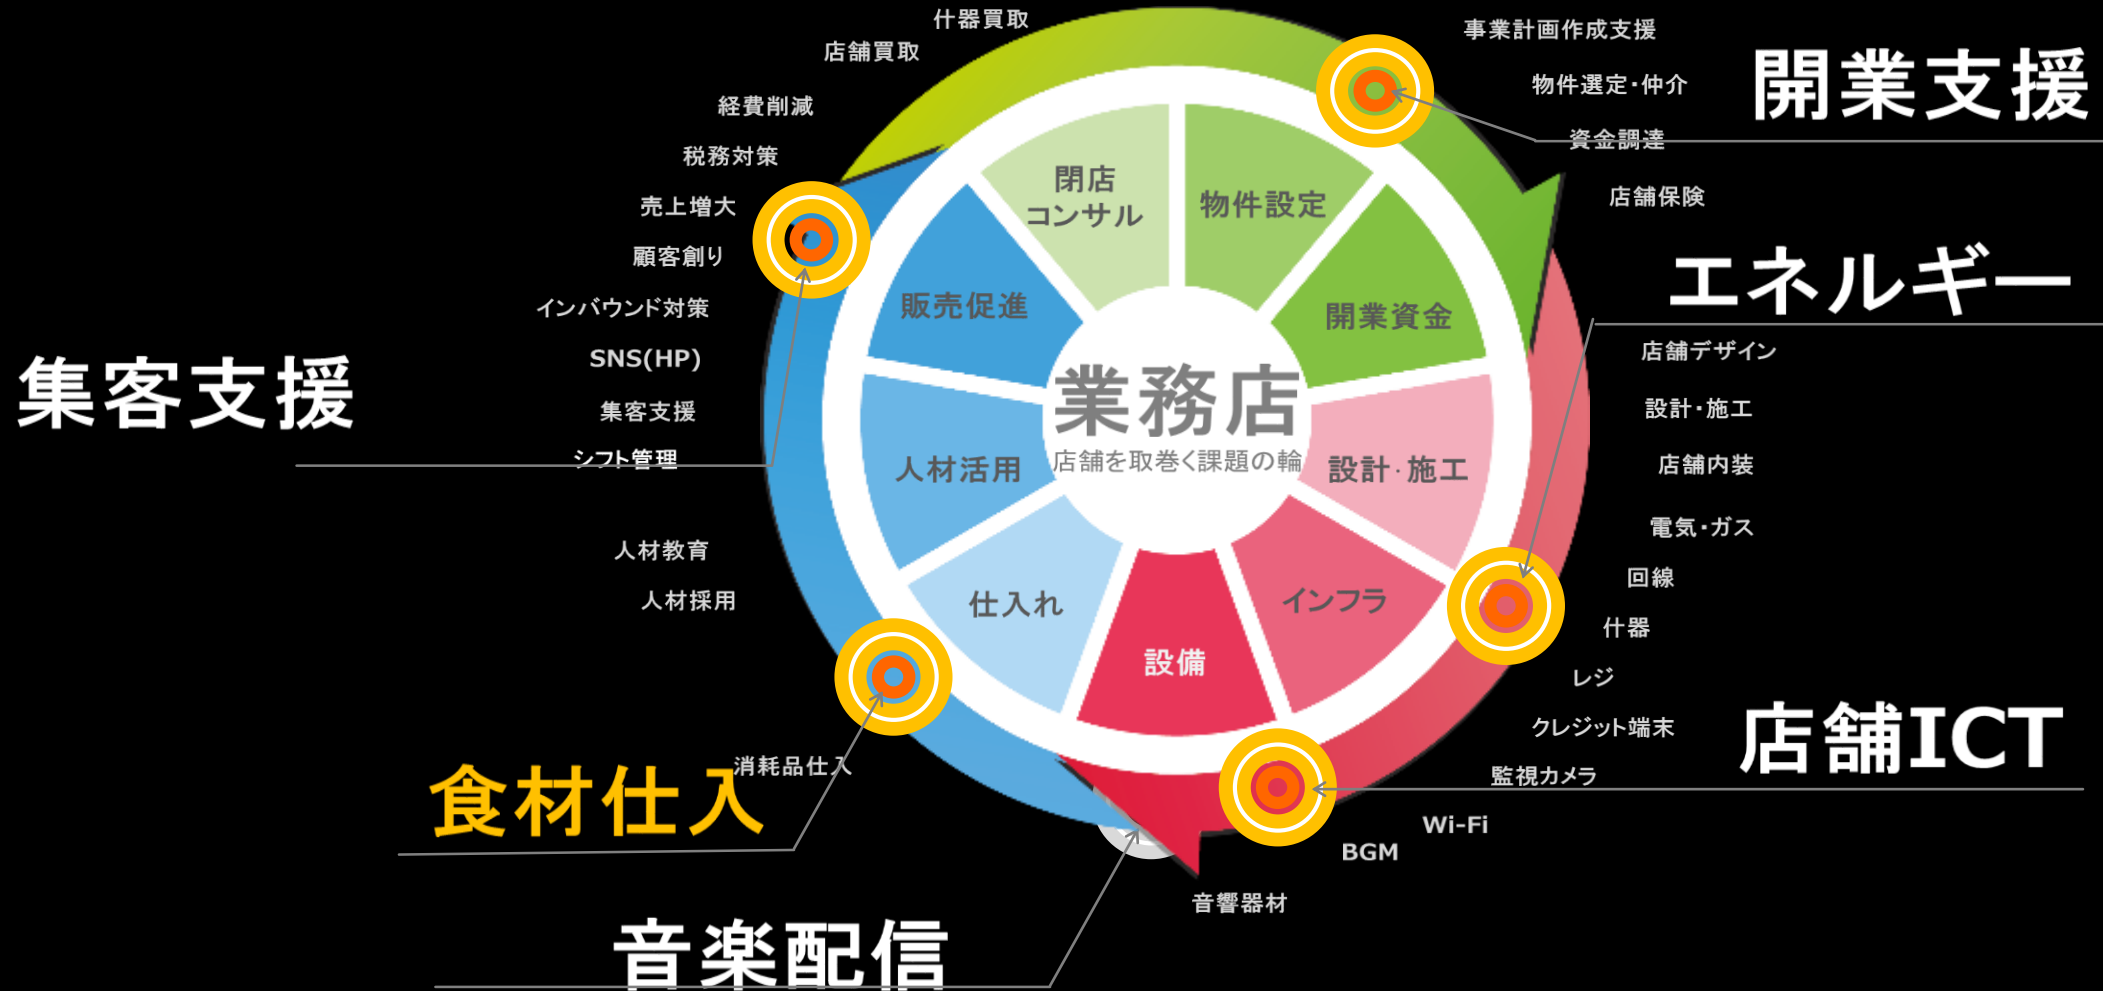 什器買取
店舗買取
経費削減
税務対策
売上増大
顧客創り
インバウンド対策
SNS(HP)
集客支援
シフト管理
人材教育
人材採用
消耗品仕入
集客支援
食材仕入
音楽配信
事業計画作成支援
物件選定・仲介
資金調達
店舗保険
開業支援
エネルギー
店舗デザイン
設計・施工
店舗内装
電気・ガス
回線
什器
レジ
クレジット端末
監視カメラ
Wi-Fi
BGM
音響器材
店舗ICT
閉店
コンサル
物件設定
開業資金
設計・施工
インフラ
設備
仕入れ
人材活用
販売促進
業務店
店舗を取巻く課題の輪